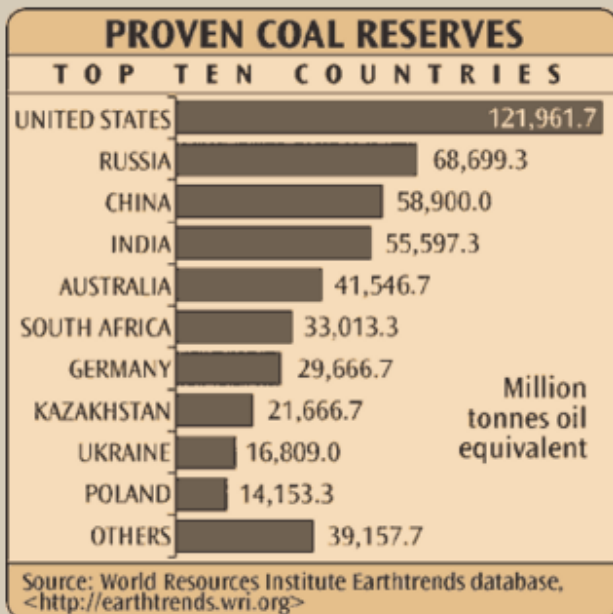 PROVEN COAL RESERVES
TOP TEN COUNTRIES
UNITED STATES 121,961.7
RUSSIA 68,699.3
CHINA 58,900.0
INDIA 55,597.3
AUSTRALIA 41,546.7
SOUTH AFRICA 33,013.3
GERMANY 29,666.7
KAZAKHSTAN 21,666.7
UKRAINE 16,809.0
POLAND 14,153.3
OTHERS 39,157.7
Million
tonnes oil
equivalent
Source: World Resources Institute Earthtrends database,
<http://earthtrends.wri.org>